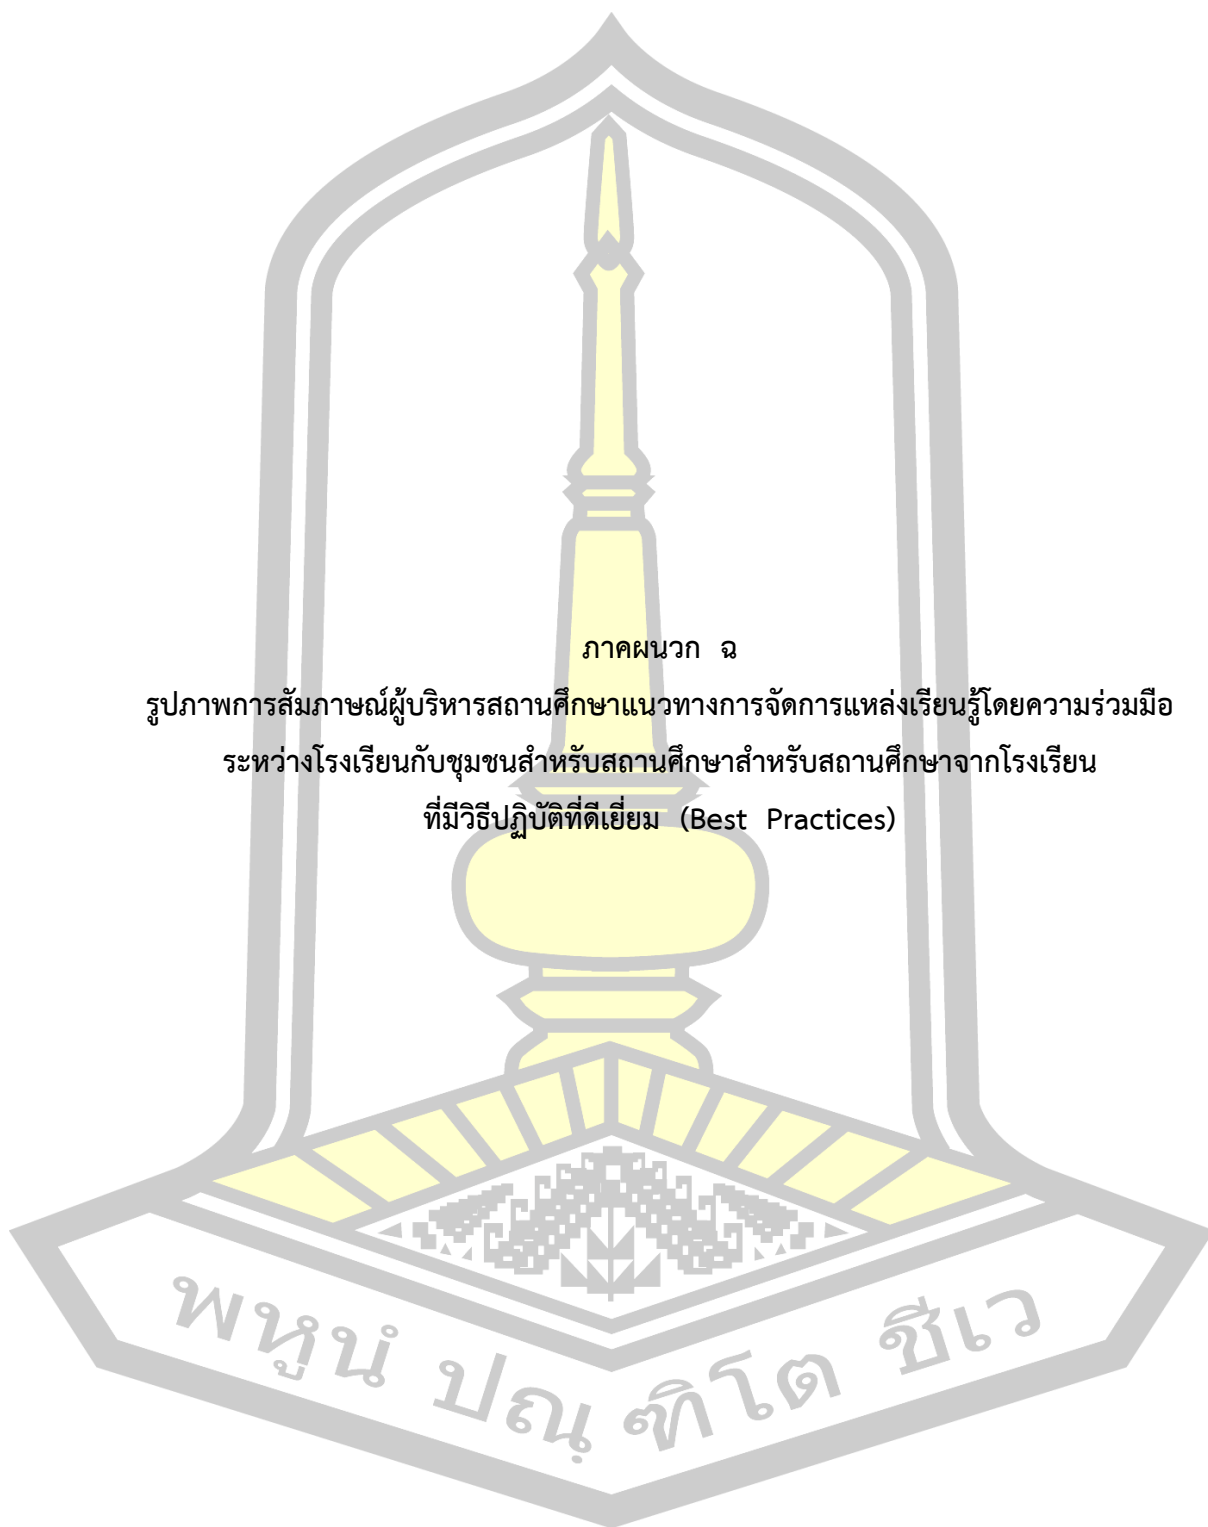 ภาคผนวก ฉ
รูปภาพการสัมภาษณ์ผู้บริหารสถานศึกษาแนวทางการจัดการแหล่งเรียนรู้โดยความร่วมมือ
ระหว่างโรงเรียนกับชุมชนสำหรับสถานศึกษาสำหรับสถานศึกษาจากโรงเรียน
ที่มีวิธีปฏิบัติที่ดีเยี่ยม (Best Practices)
พหูนํ ปณฺฑิโต ชีเว